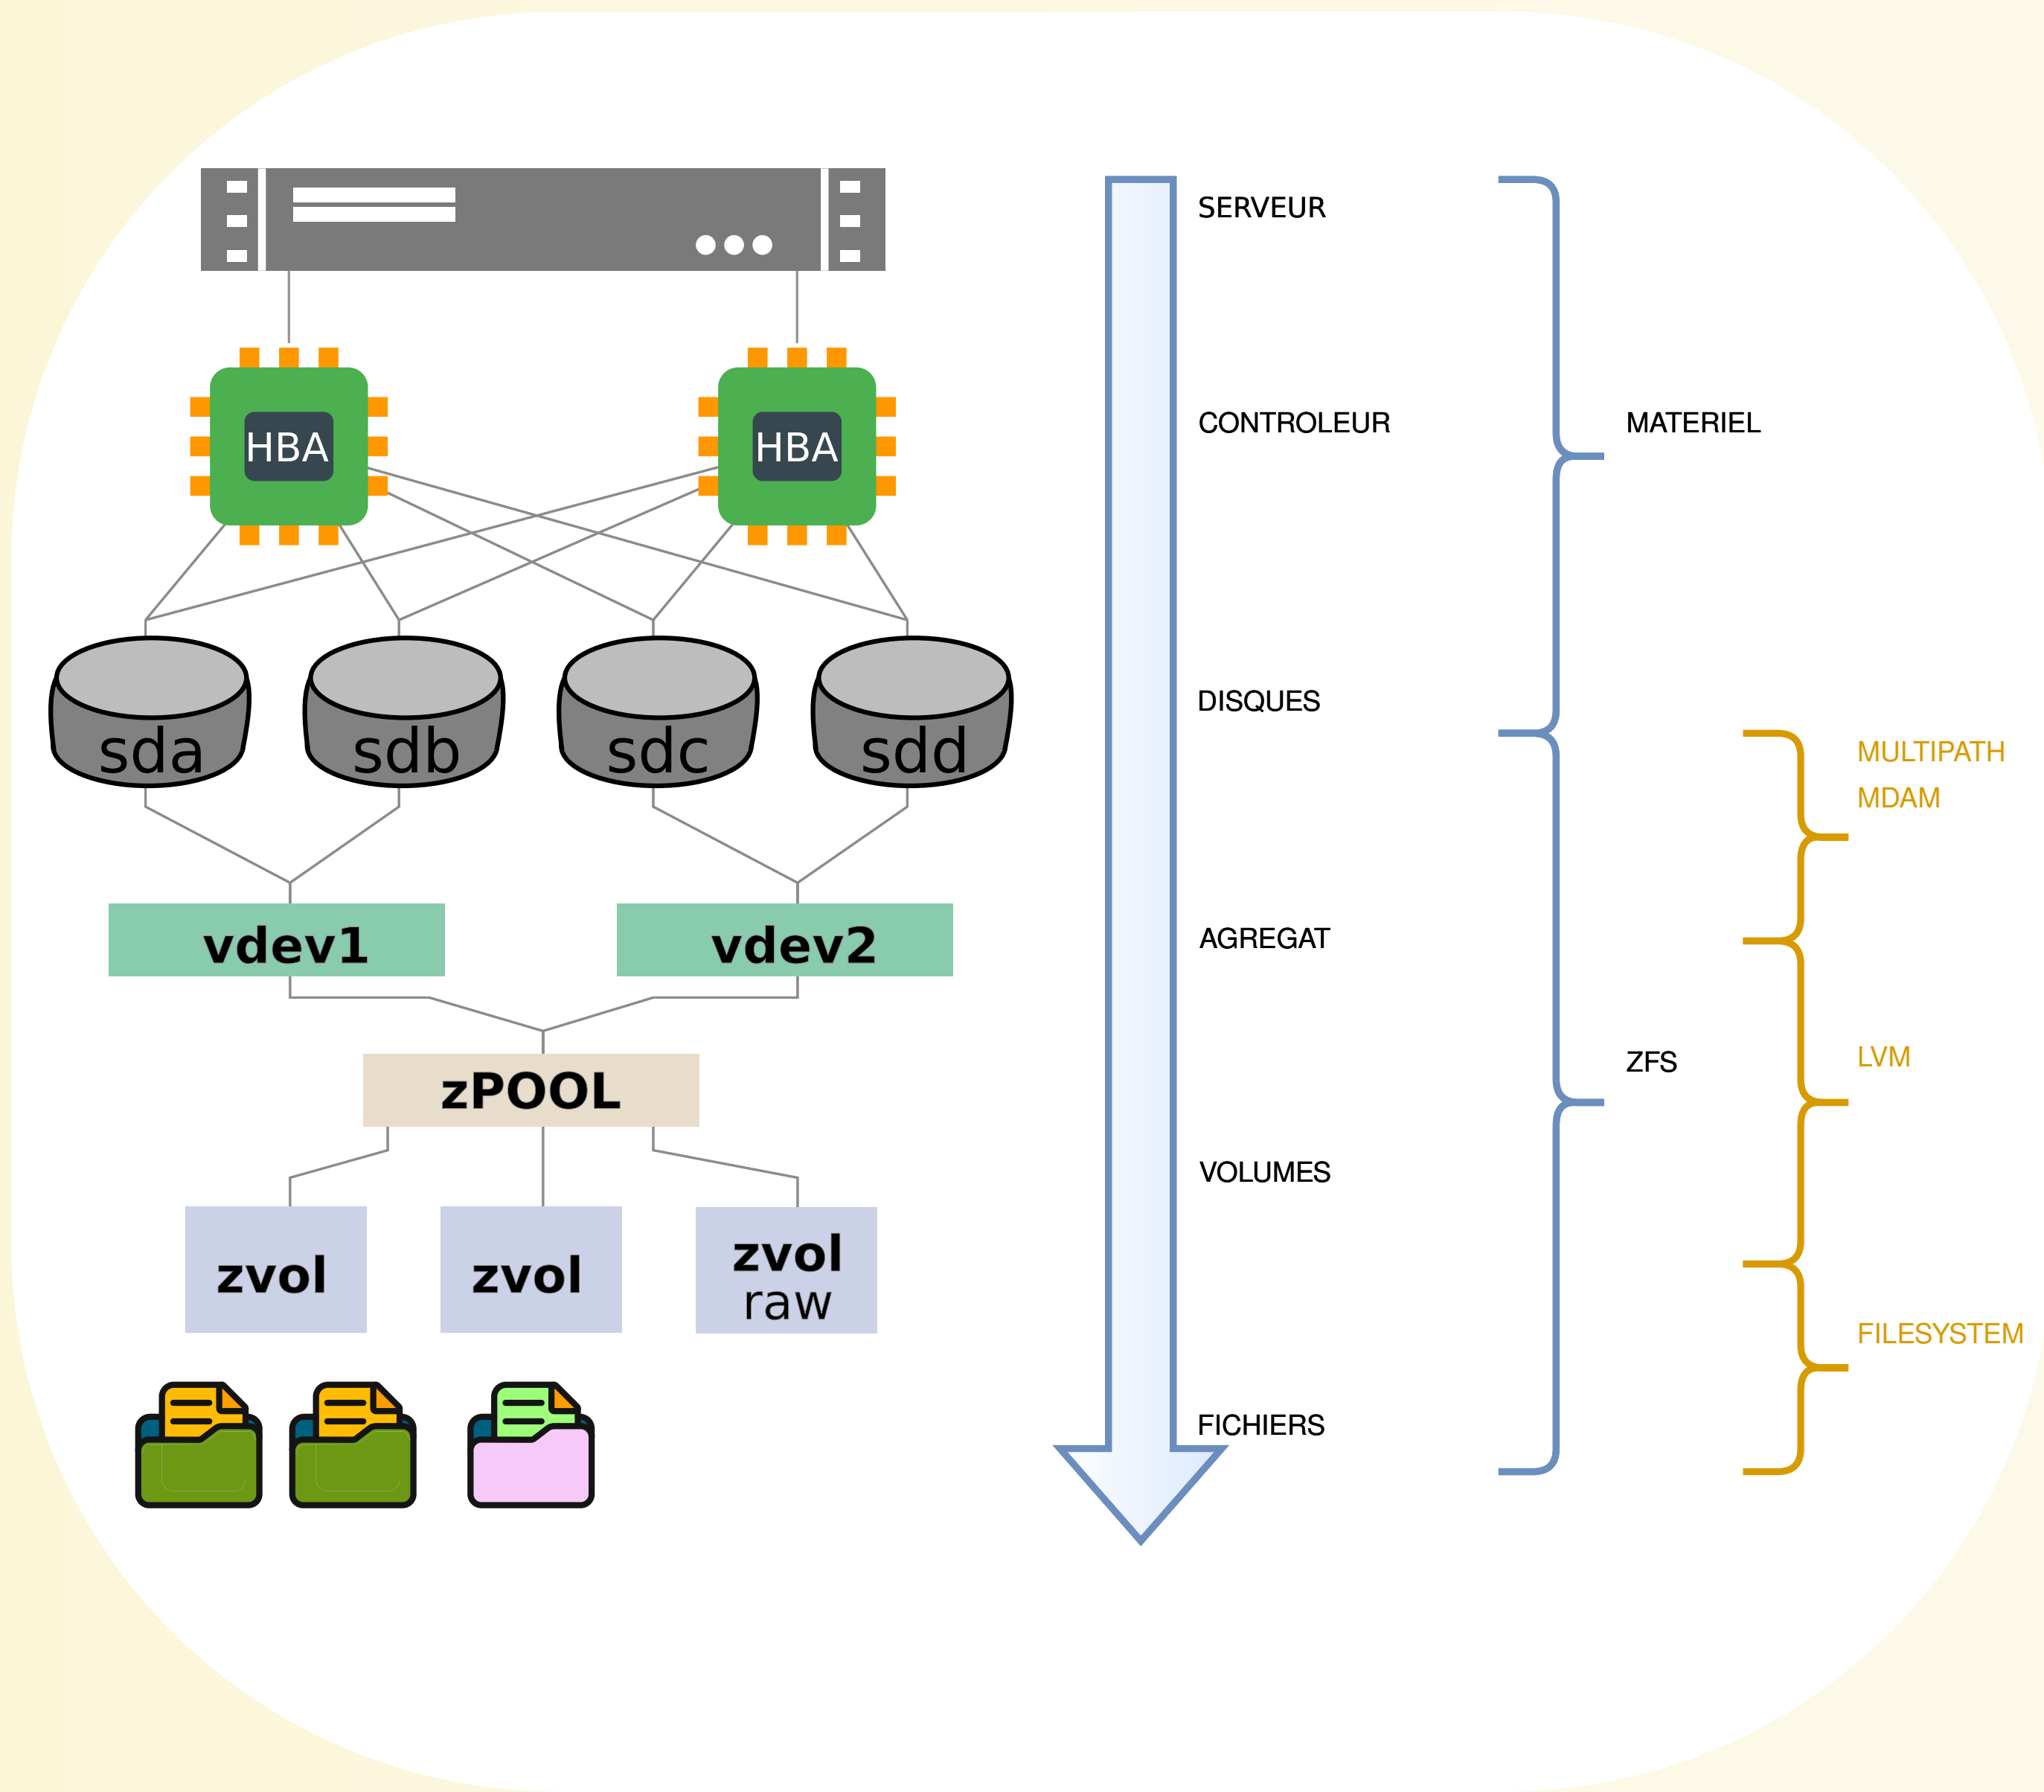 SERVEUR
HBA
HBA
CONTROLEUR
MATERIEL
sda
sdb
sdc
sdd
DISQUES
MULTIPATH
MDAM
vdev1
vdev2
AGREGAT
zPOOL
ZFS
LVM
VOLUMES
zvol
zvol
zvol
raw
FILESYSTEM
FICHIERS